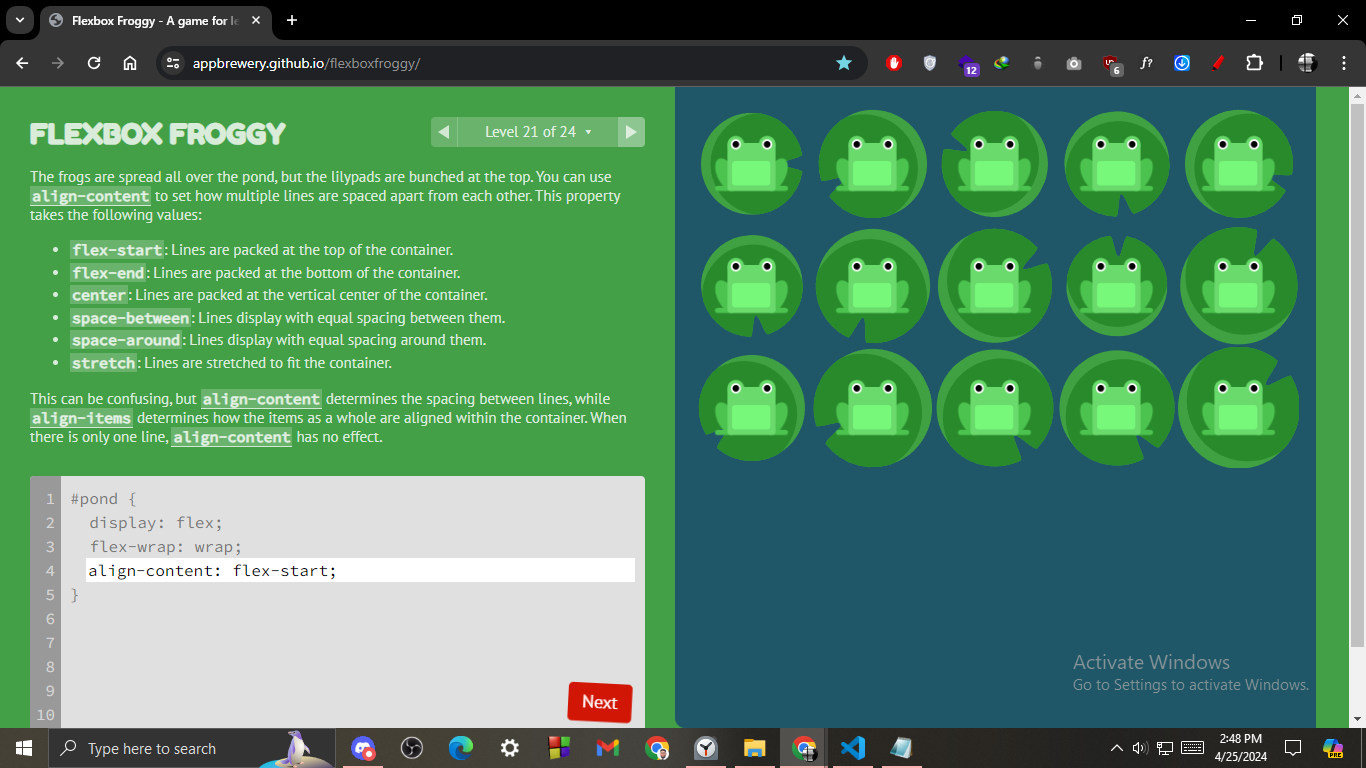 Flexbox Froggy - A game for le
appbrewery.github.io/flexboxfroggy/
12
6
f?
FLEXBOX FROGGY
Level 21 of 24
The frogs are spread all over the pond, but the lilypads are bunched at the top. You can use
align-content to set how multiple lines are spaced apart from each other. This property
takes the following values:
• flex-start: Lines are packed at the top of the container.
• flex-end: Lines are packed at the bottom of the container.
• center: Lines are packed at the vertical center of the container.
• space-between: Lines display with equal spacing between them.
• space-around: Lines display with equal spacing around them.
• stretch: Lines are stretched to fit the container.
This can be confusing, but align-content determines the spacing between lines, while
align-items determines how the items as a whole are aligned within the container. When
there is only one line, align-content has no effect.
1 #pond {
2 display: flex;
3 flex-wrap: wrap;
4 align-content: flex-start;
5 }
6
7
8
9
10
Next
Activate Windows
Go to Settings to activate Windows.
Type here to search
2:48 PM
4/25/2024
PRE